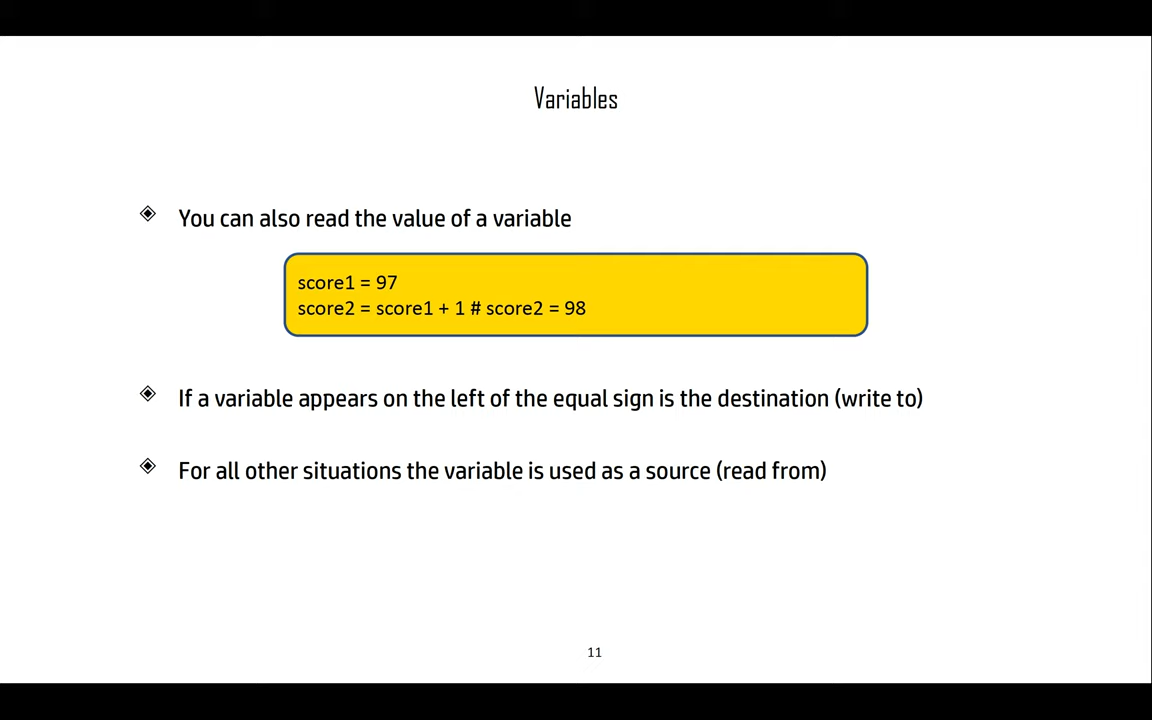 Variables
You can also read the value of a variable
score1 = 97
score2 = score1 + 1 # score2 = 98
If a variable appears on the left of the equal sign is the destination (write to)
For all other situations the variable is used as a source (read from)
11